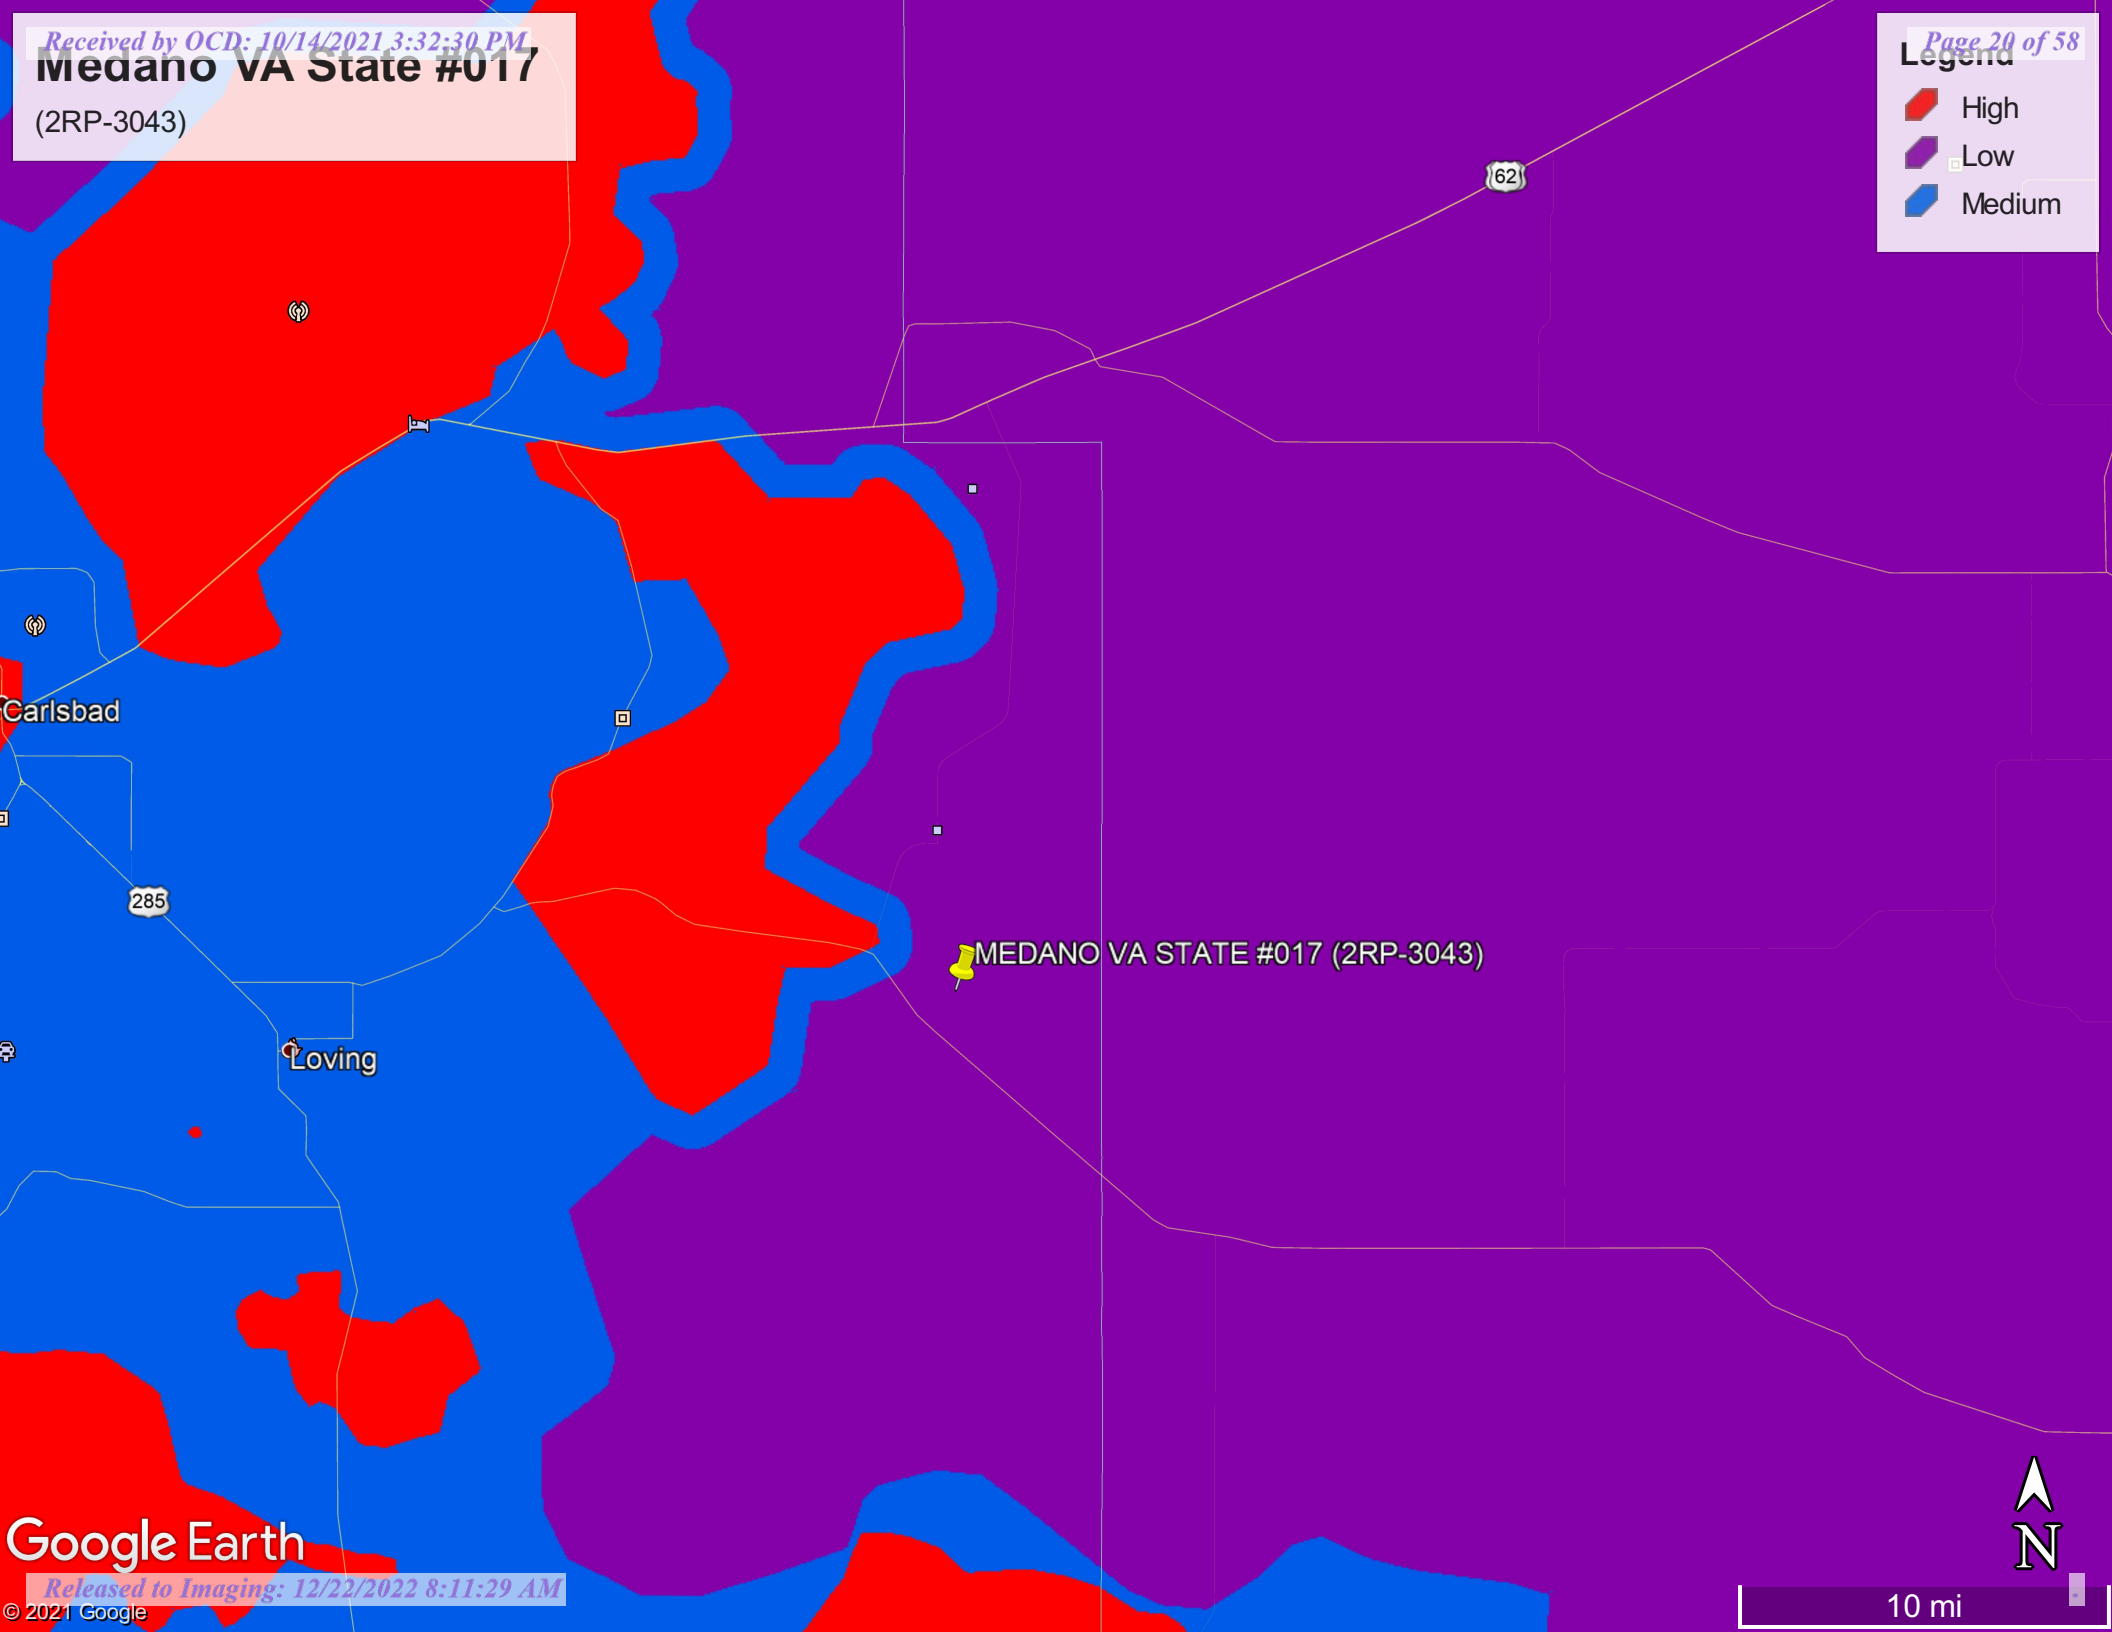 Received by OCD: 10/14/2021 3:32:30 PM
Medano VA State #017
(2RP-3043)
Page 20 of 58
Legend
High
Low
Medium
62
Carlsbad
285
MEDANO VA STATE #017 (2RP-3043)
Loving
Google Earth
N
Released to Imaging: 12/22/2022 8:11:29 AM
© 2021 Google
10 mi